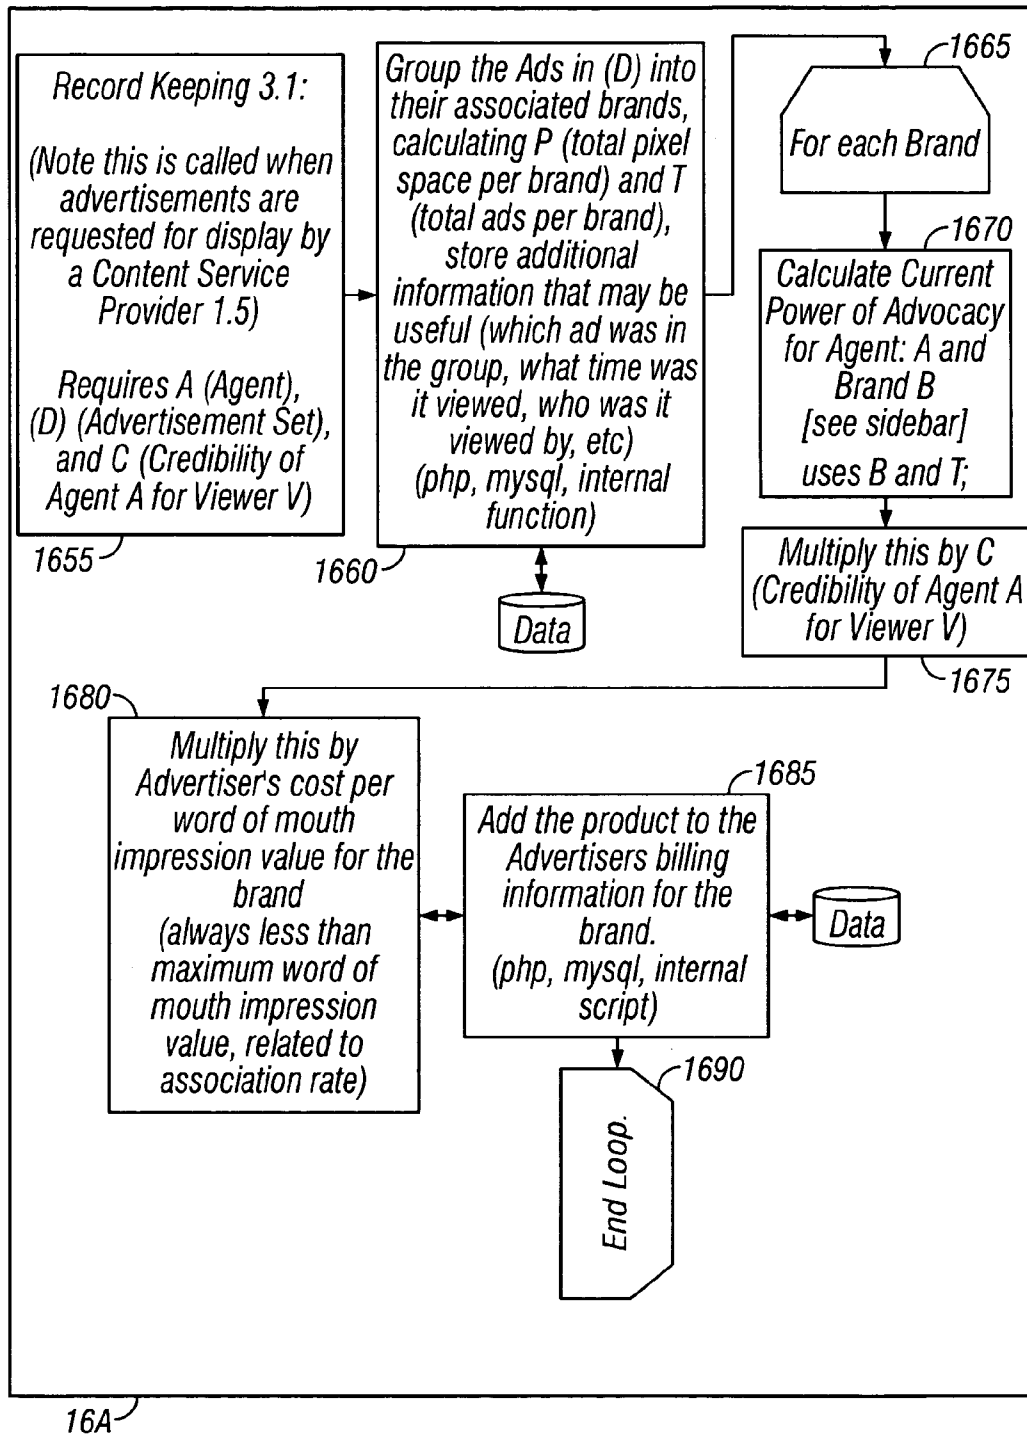 Record Keeping 3.1:
(Note this is called when
advertisements are
requested for display by
a Content Service
Provider 1.5)
Requires A (Agent),
(D) (Advertisement Set),
and C (Credibility of
Agent A for Viewer V)
1655
Group the Ads in (D) into
their associated brands,
calculating P (total pixel
space per brand) and T
(total ads per brand),
store additional
information that may be
useful (which ad was in
the group, what time was
it viewed, who was it
viewed by, etc)
(php, mysql, internal
function)
1660
Data
1665
For each Brand
1670
Calculate Current
Power of Advocacy
for Agent: A and
Brand B
[see sidebar]
uses B and T;
Multiply this by C
(Credibility of Agent A
for Viewer V)
1675
1680
Multiply this by
Advertiser's cost per
word of mouth
impression value for the
brand
(always less than
maximum word of
mouth impression
value, related to
association rate)
1685
Add the product to the
Advertisers billing
information for the
brand.
(php, mysql, internal
script)
Data
1690
End Loop.
16A